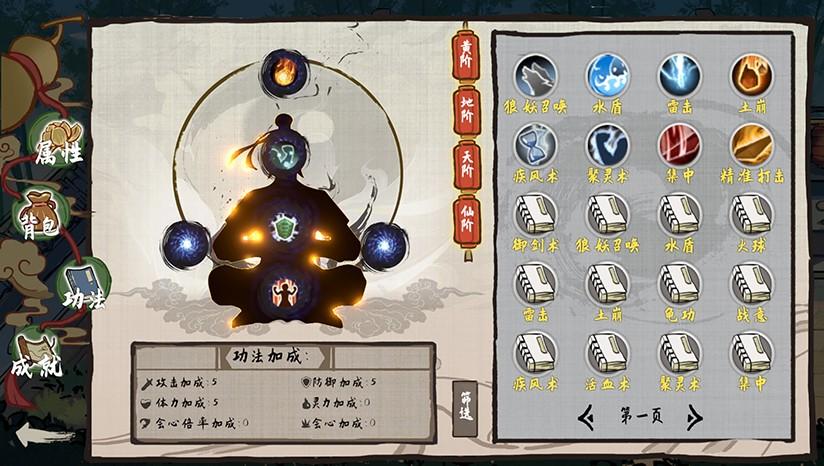 属性
背包
功法
成就
黄阶
地阶
天阶
仙阶
筛选
功法加成:
攻击加成:5 防御加成:5
体力加成:5 灵力加成:0
会心倍率加成:0 会心加成:0
狼妖召唤 水盾 雷击 土崩
疾风术 聚灵术 集中 精准打击
御剑术 狼妖召唤 水盾 火球
雷击 土崩 龟功 战意
疾风术 活血术 聚灵术 集中
第一页